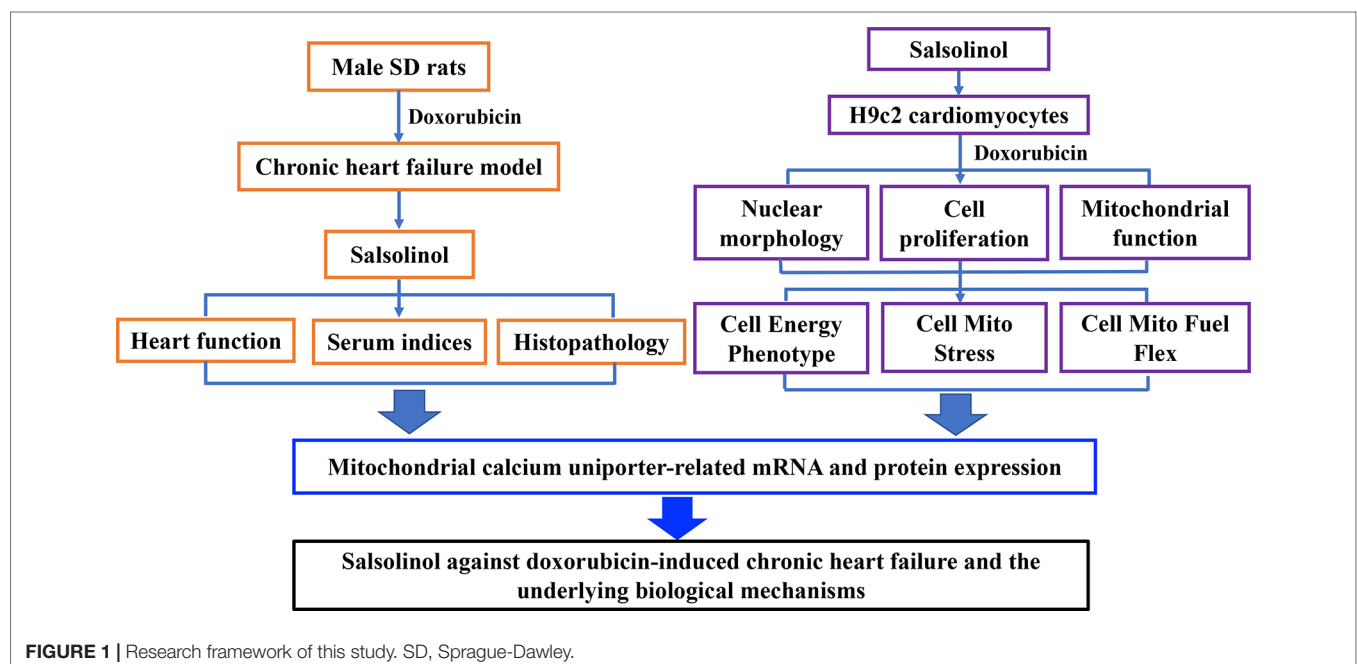 Male SD rats
Doxorubicin
Chronic heart failure model
Salsolinol
Heart function
Serum indices
Histopathology
Salsolinol
H9c2 cardiomyocytes
Doxorubicin
Nuclear
morphology
Cell
proliferation
Mitochondrial
function
Cell Energy
Phenotype
Cell Mito
Stress
Cell Mito Fuel
Flex
Mitochondrial calcium uniporter-related mRNA and protein expression
Salsolinol against doxorubicin-induced chronic heart failure and the
underlying biological mechanisms
FIGURE 1 | Research framework of this study. SD, Sprague-Dawley.